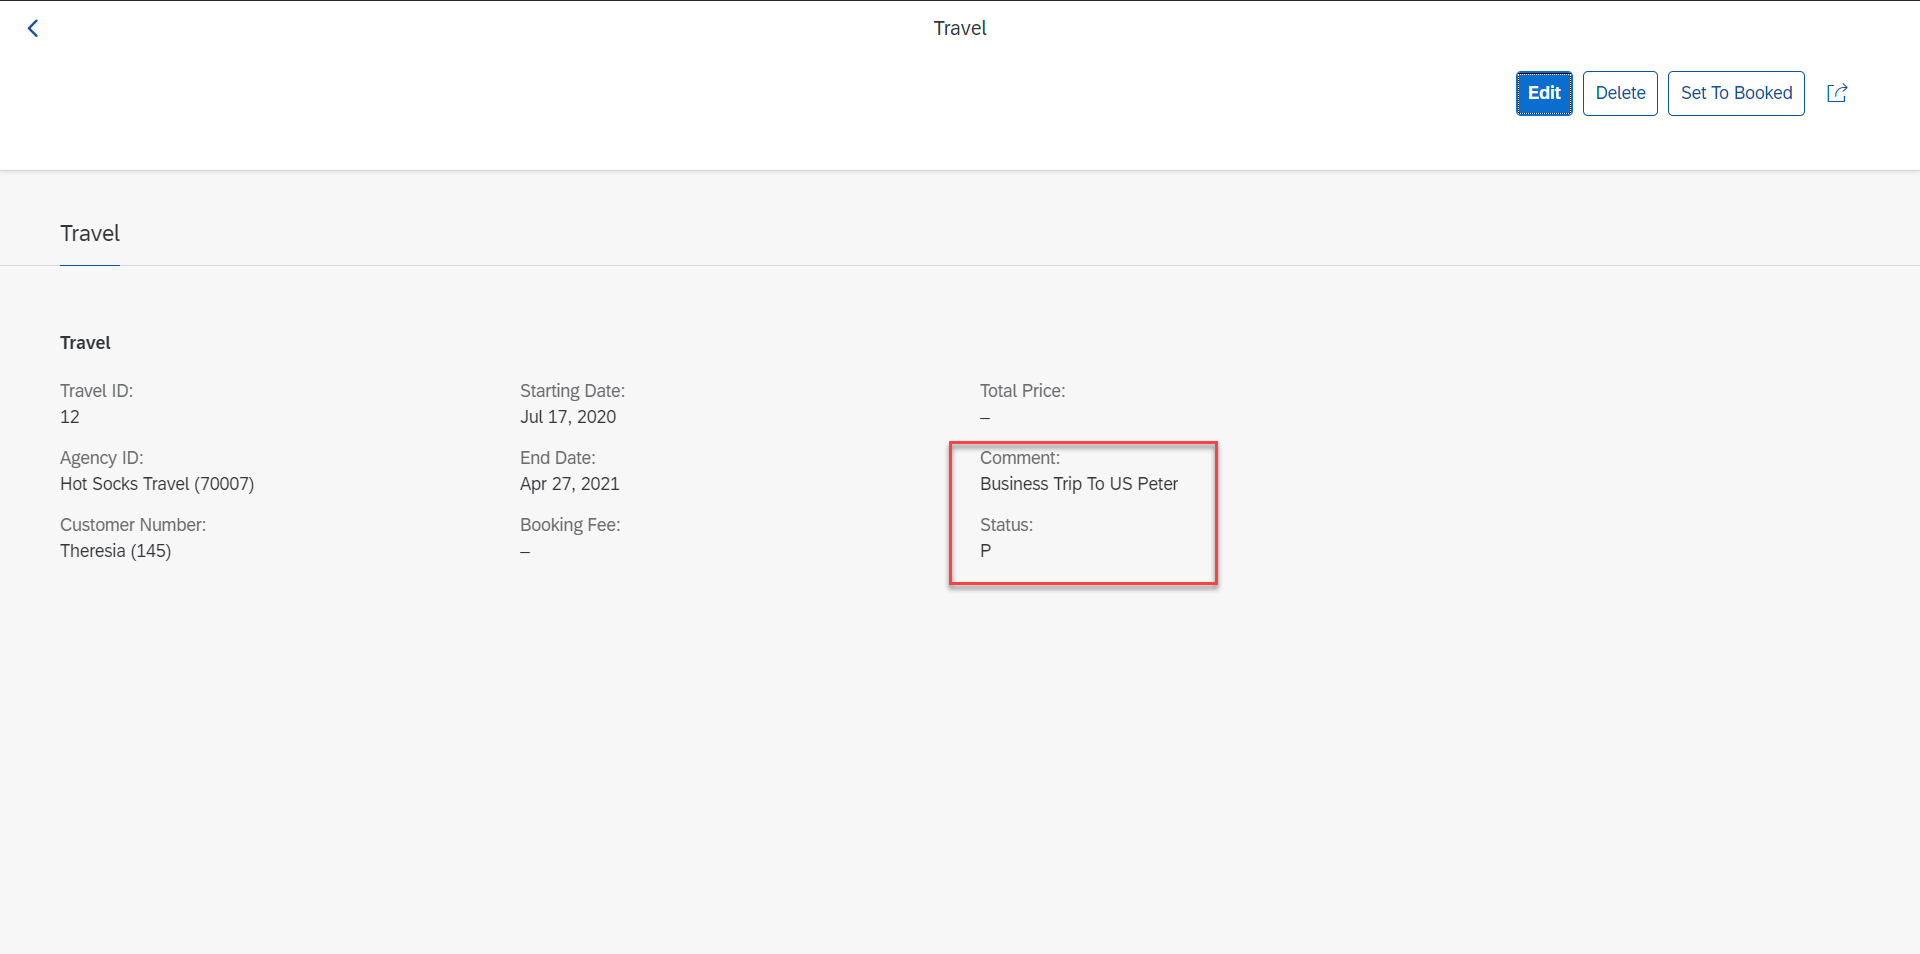 Travel
Edit
Delete
Set To Booked
Travel
Travel
Travel ID:
12
Agency ID:
Hot Socks Travel (70007)
Customer Number:
Theresia (145)
Starting Date:
Jul 17, 2020
End Date:
Apr 27, 2021
Booking Fee:
–
Total Price:
–
Comment:
Business Trip To US Peter
Status:
P